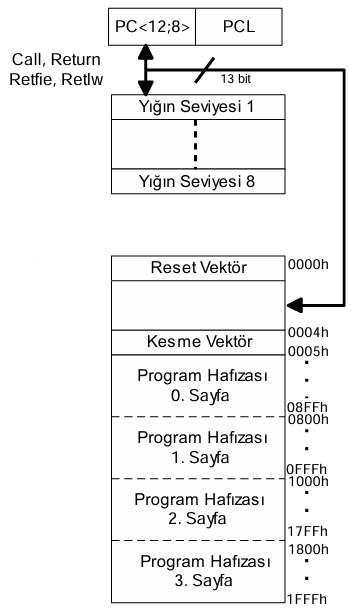 PC<12;8> PCL
Call, Return
Retfie, Retlw
13 bit
Yığın Seviyesi 1
Yığın Seviyesi 8
Reset Vektör
0000h
0004h
Kesme Vektör
0005h
Program Hafızası
0. Sayfa
08FFh
0800h
Program Hafızası
1. Sayfa
0FFFh
1000h
Program Hafızası
2. Sayfa
17FFh
1800h
Program Hafızası
3. Sayfa
1FFFh